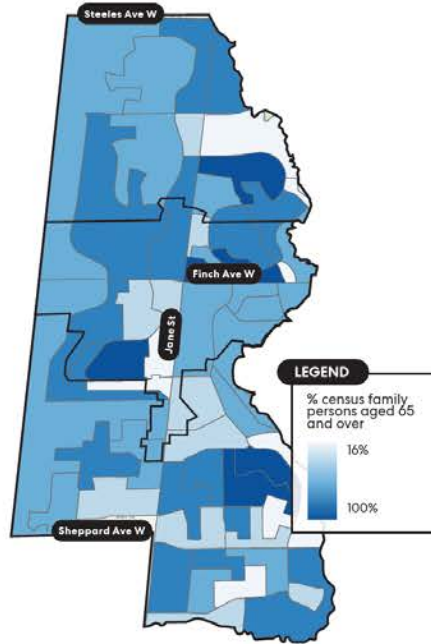 Steeles Ave W
Finch Ave W
Jane St
LEGEND
% census family
persons aged 65
and over
16%
100%
Sheppard Ave W